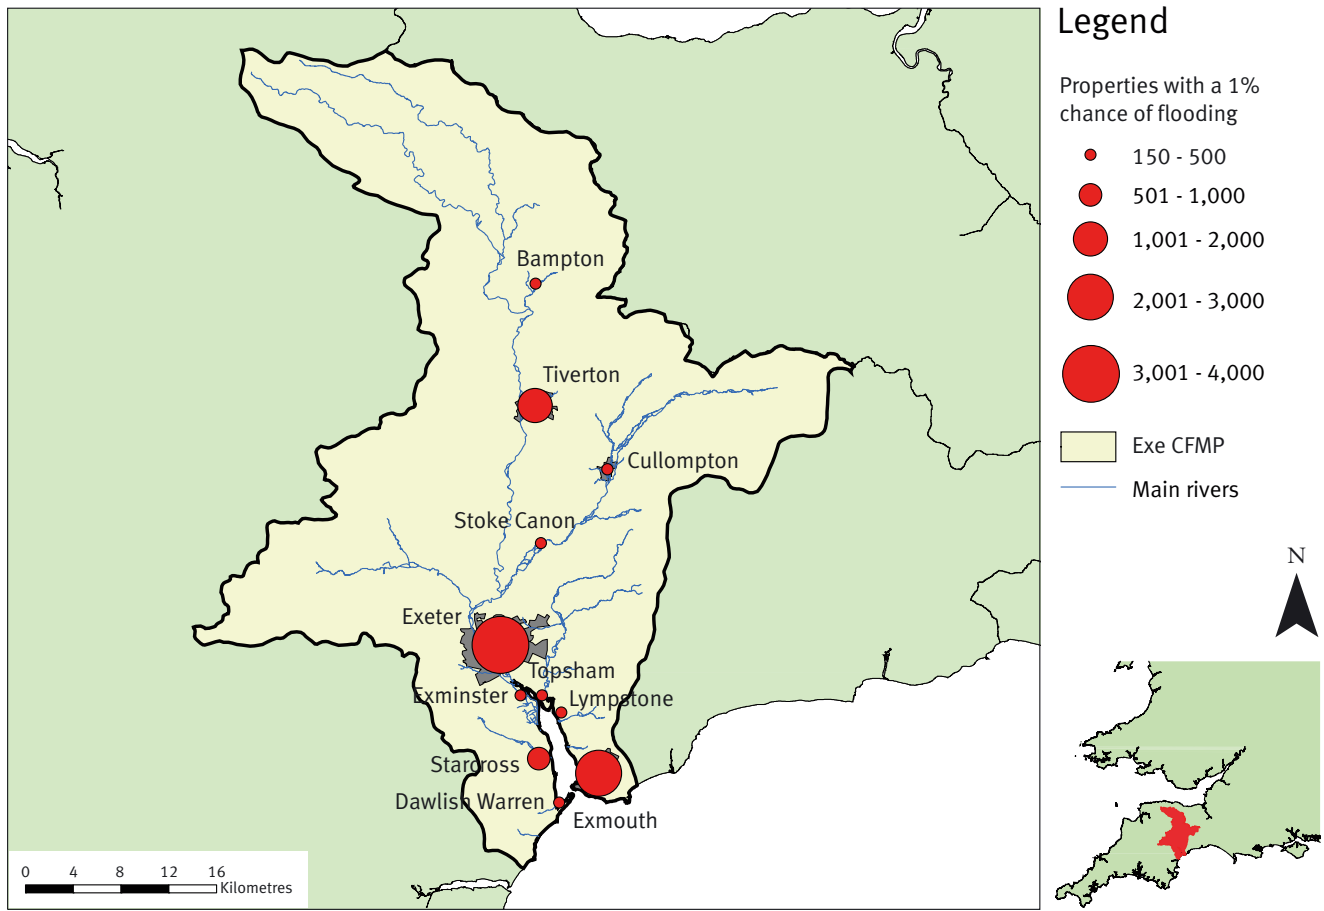 Legend
Properties with a 1%
chance of flooding
150 - 500
501 - 1,000
1,001 - 2,000
2,001 - 3,000
3,001 - 4,000
Exe CFMP
Main rivers
N
Bampton
Tiverton
Cullompton
Stoke Canon
Exeter
Topsham
Exminster
Lympstone
Starcross
Dawlish Warren
Exmouth
0 4 8 12 16
Kilometres